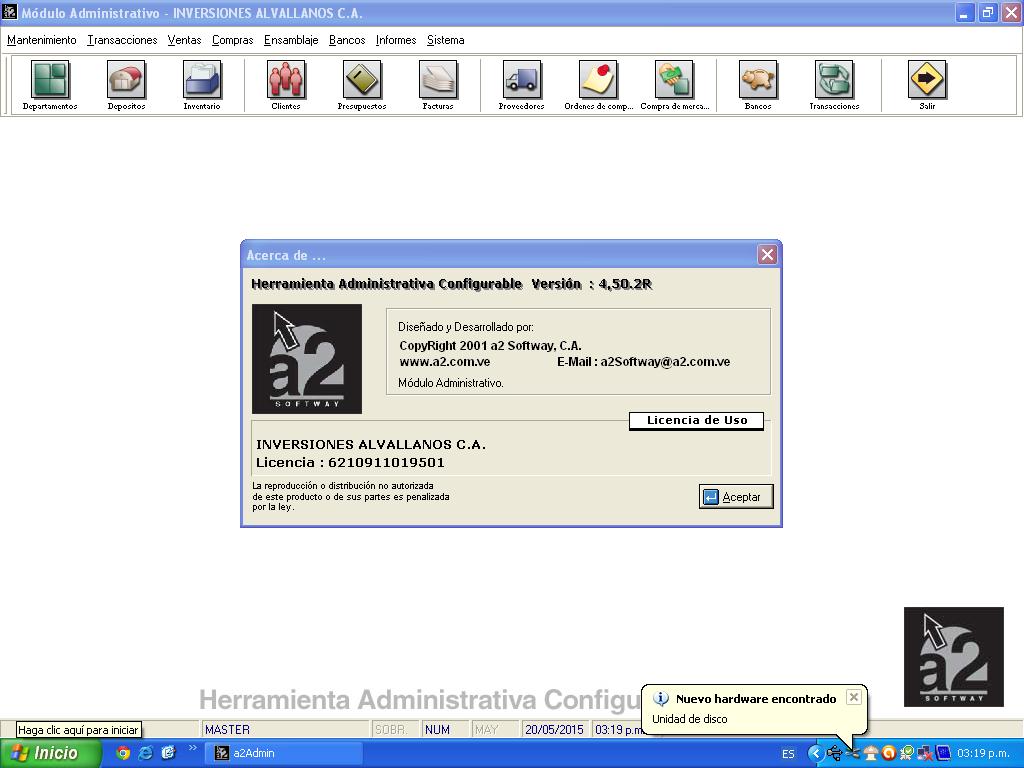 Módulo Administrativo - INVERSIONES ALVALLANOS C.A.
Mantenimiento Transacciones Ventas Compras Ensamblaje Bancos Informes Sistema
Departamentos Depositos Inventario Clientes Presupuestos Facturas Proveedores Ordenes de comp... Compra de merca... Bancos Transacciones Salir
Acerca de ...
Herramienta Administrativa Configurable Versión : 4,50.2R
a2
SOFTWAY
Diseñado y Desarrollado por:
CopyRight 2001 a2 Softway, C.A.
www.a2.com.ve E-Mail : a2Softway@a2.com.ve
Módulo Administrativo.
Licencia de Uso
INVERSIONES ALVALLANOS C.A.
Licencia : 6210911019501
La reproducción o distribución no autorizada
de este producto o de sus partes es penalizada
por la ley.
Aceptar
a2
SOFTWAY
Herramienta Administrativa Configu
Nuevo hardware encontrado
Unidad de disco
Haga clic aquí para iniciar
MASTER SOBR. NUM MAY 20/05/2015 03:19 p.m.
Inicio a2Admin ES 03:19 p.m.